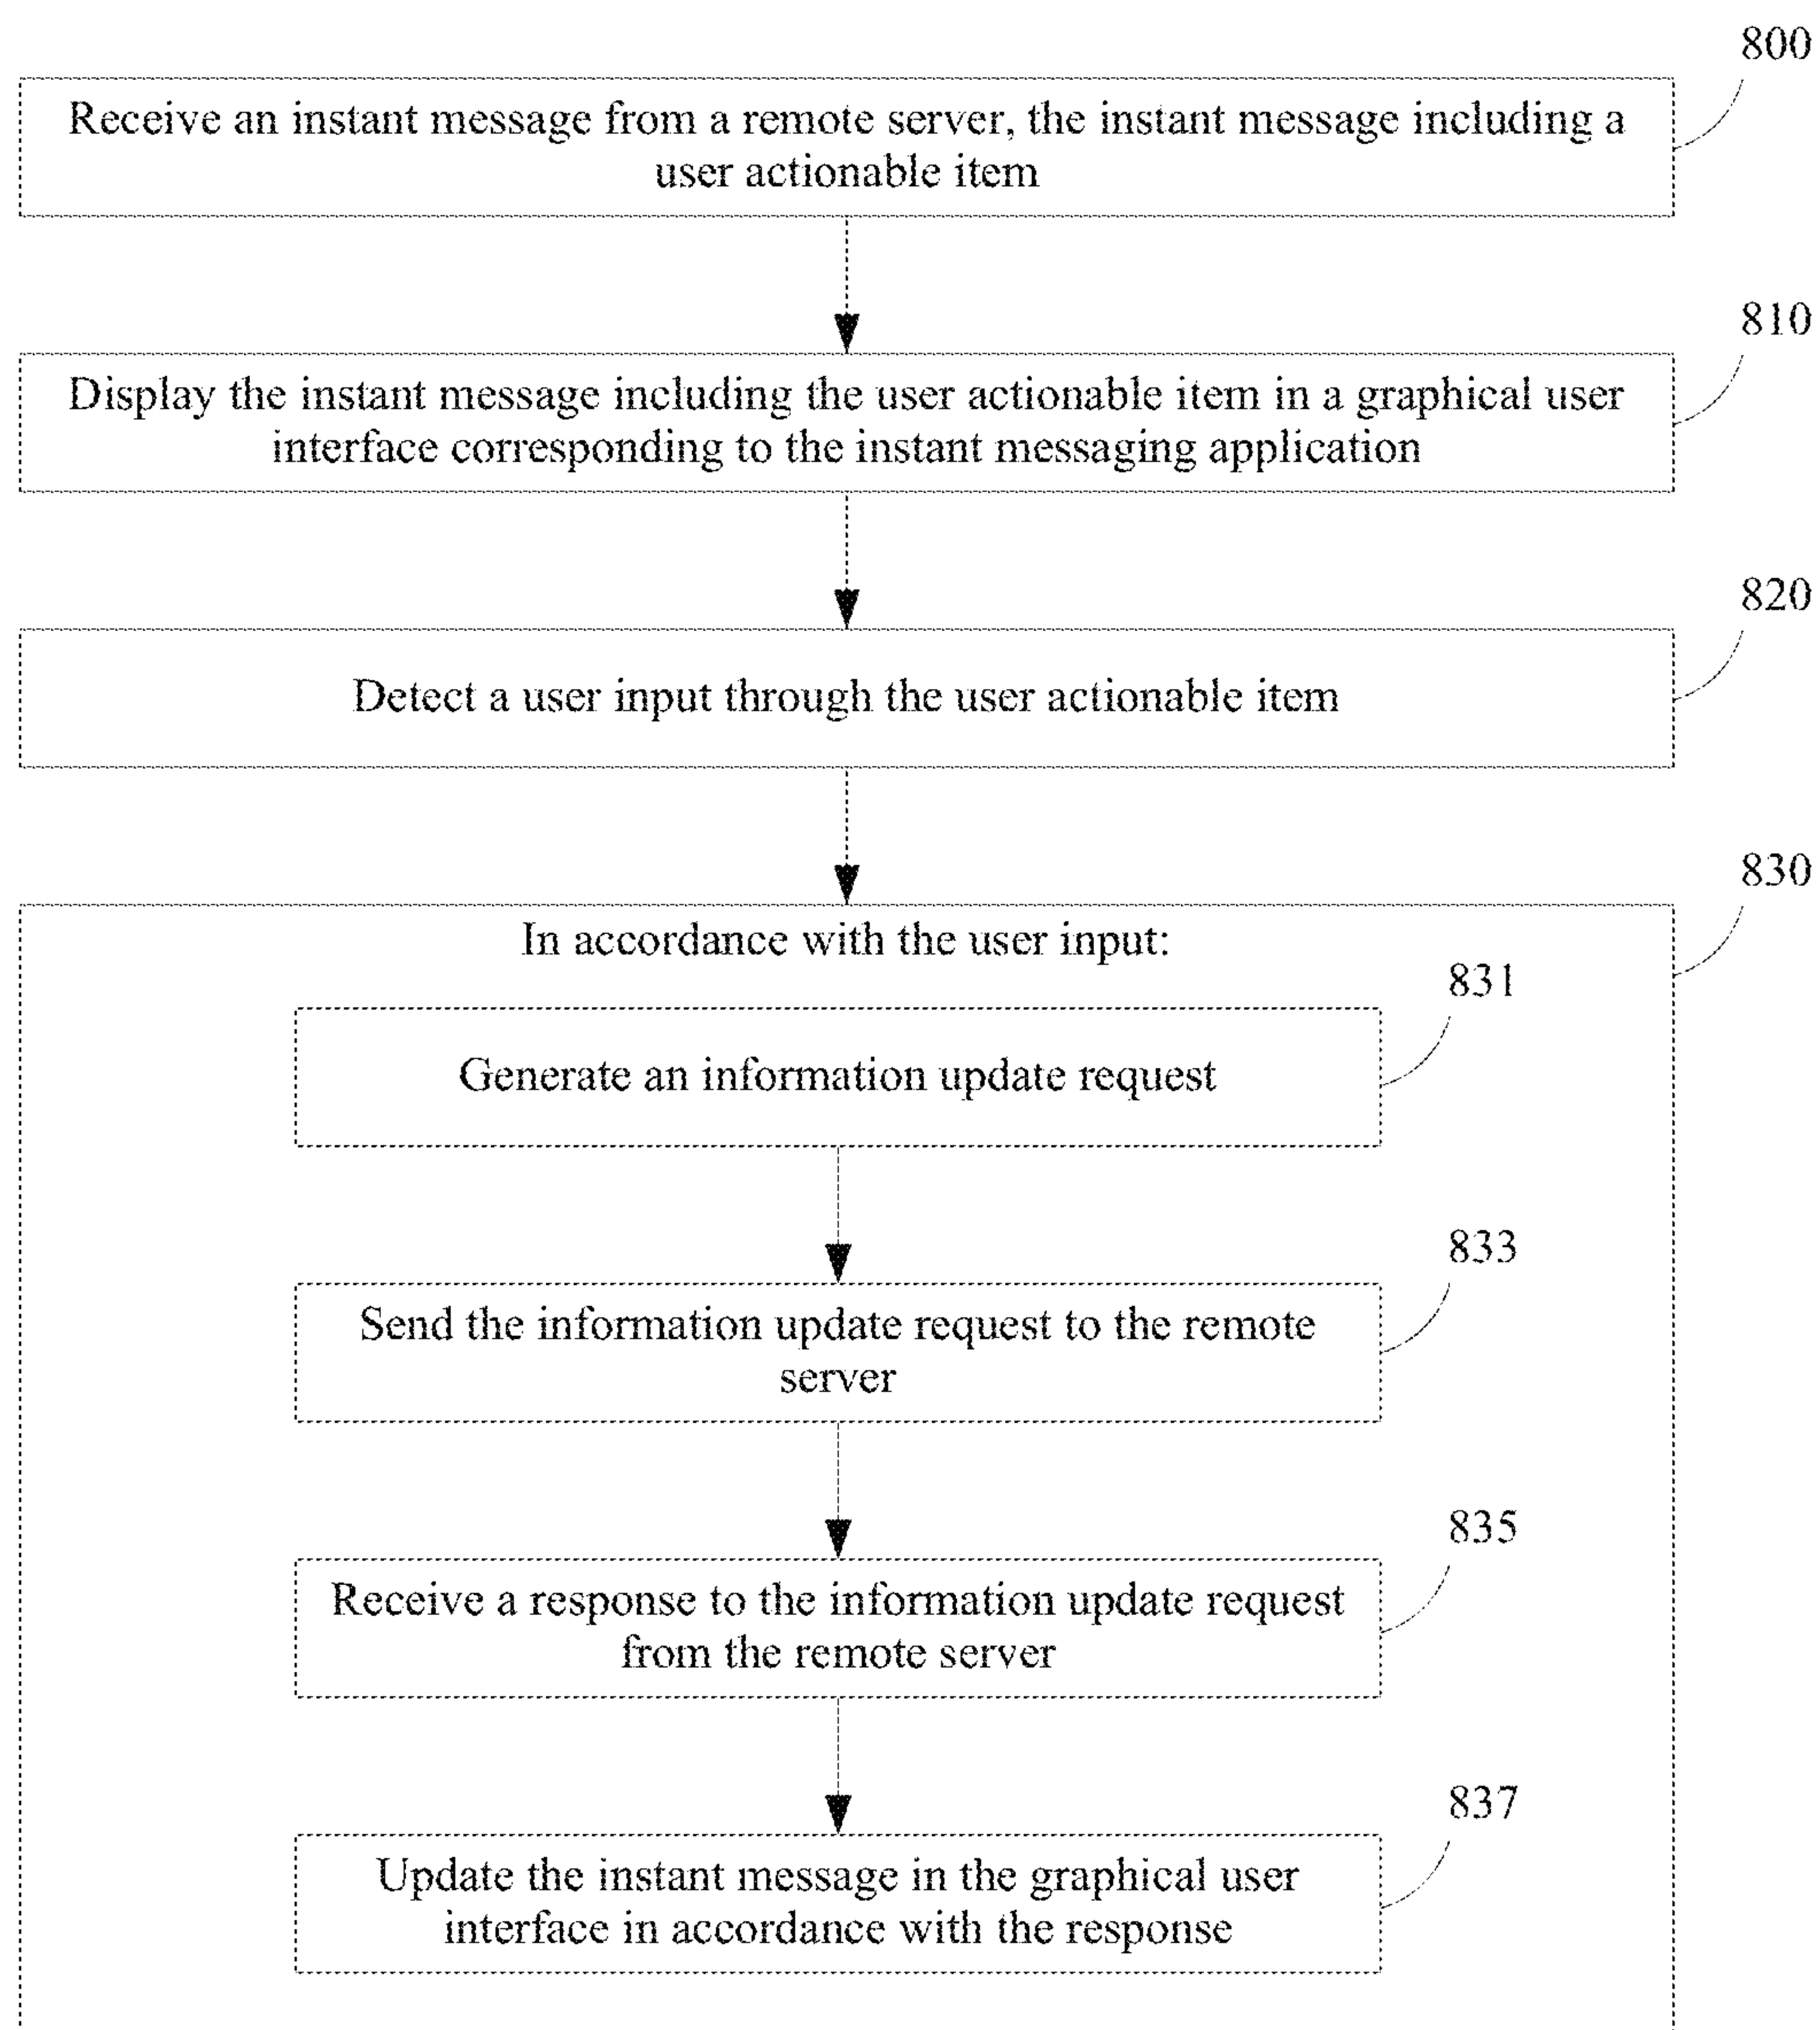 800
Receive an instant message from a remote server, the instant message including a
user actionable item
810
Display the instant message including the user actionable item in a graphical user
interface corresponding to the instant messaging application
820
Detect a user input through the user actionable item
830
In accordance with the user input:
831
Generate an information update request
833
Send the information update request to the remote
server
835
Receive a response to the information update request
from the remote server
837
Update the instant message in the graphical user
interface in accordance with the response